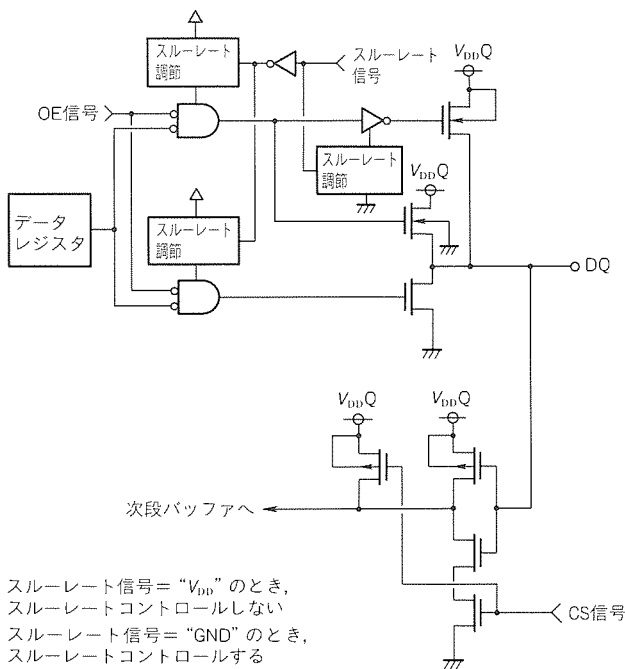 スルーレート
調節
スルーレート
信号
VDDQ
OE信号
スルーレート
調節
VDDQ
データ
レジスタ
スルーレート
調節
DQ
VDDQ
VDDQ
次段バッファへ
スルーレート信号＝“VDD”のとき,
スルーレートコントロールしない
スルーレート信号＝“GND”のとき,
スルーレートコントロールする
CS信号